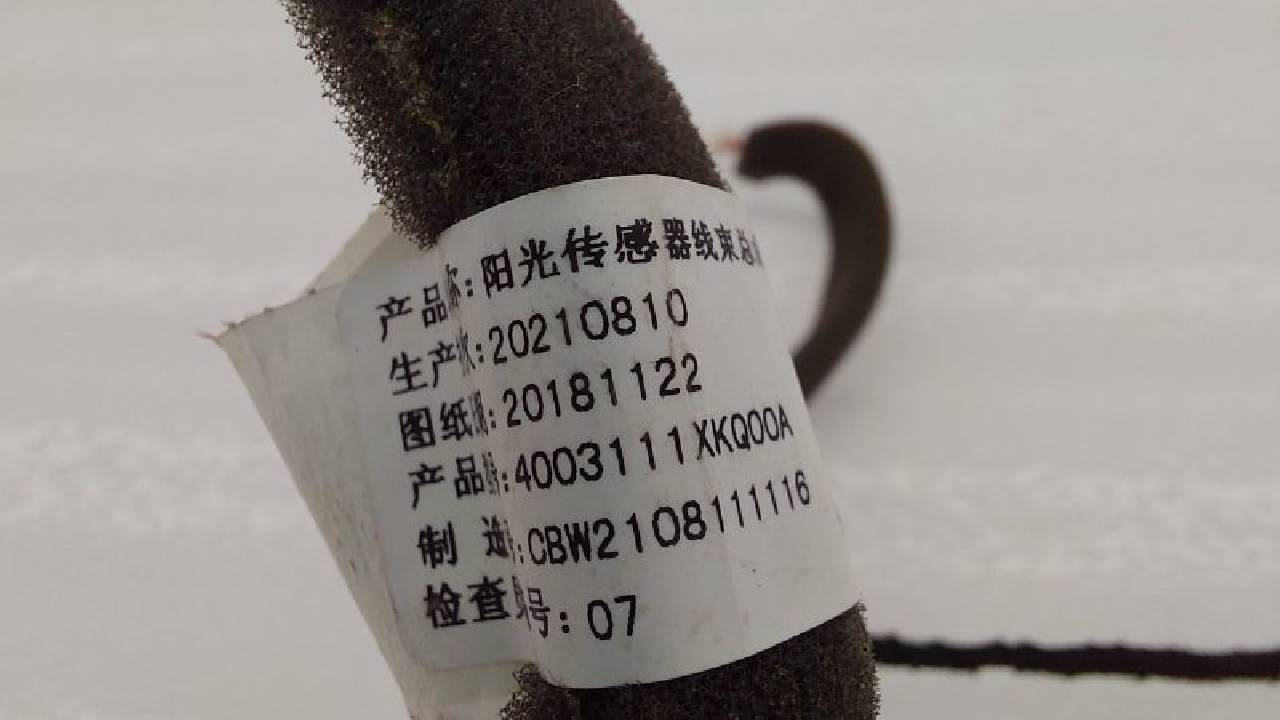 产品称:阳光传感器线束总
生产:20210810
图纸:20181122
产品:4003111XKQ00A
制 造:CBW2108111116
检查 号:07